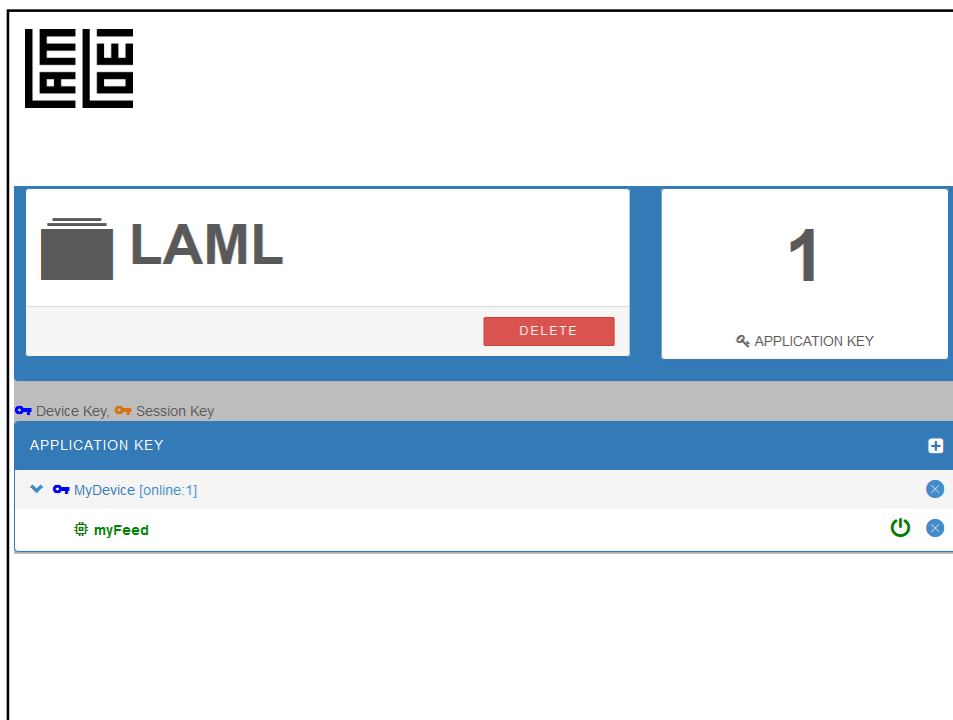 LAML
1
DELETE
APPLICATION KEY
Device Key, Session Key
APPLICATION KEY
MyDevice [online:1]
myFeed